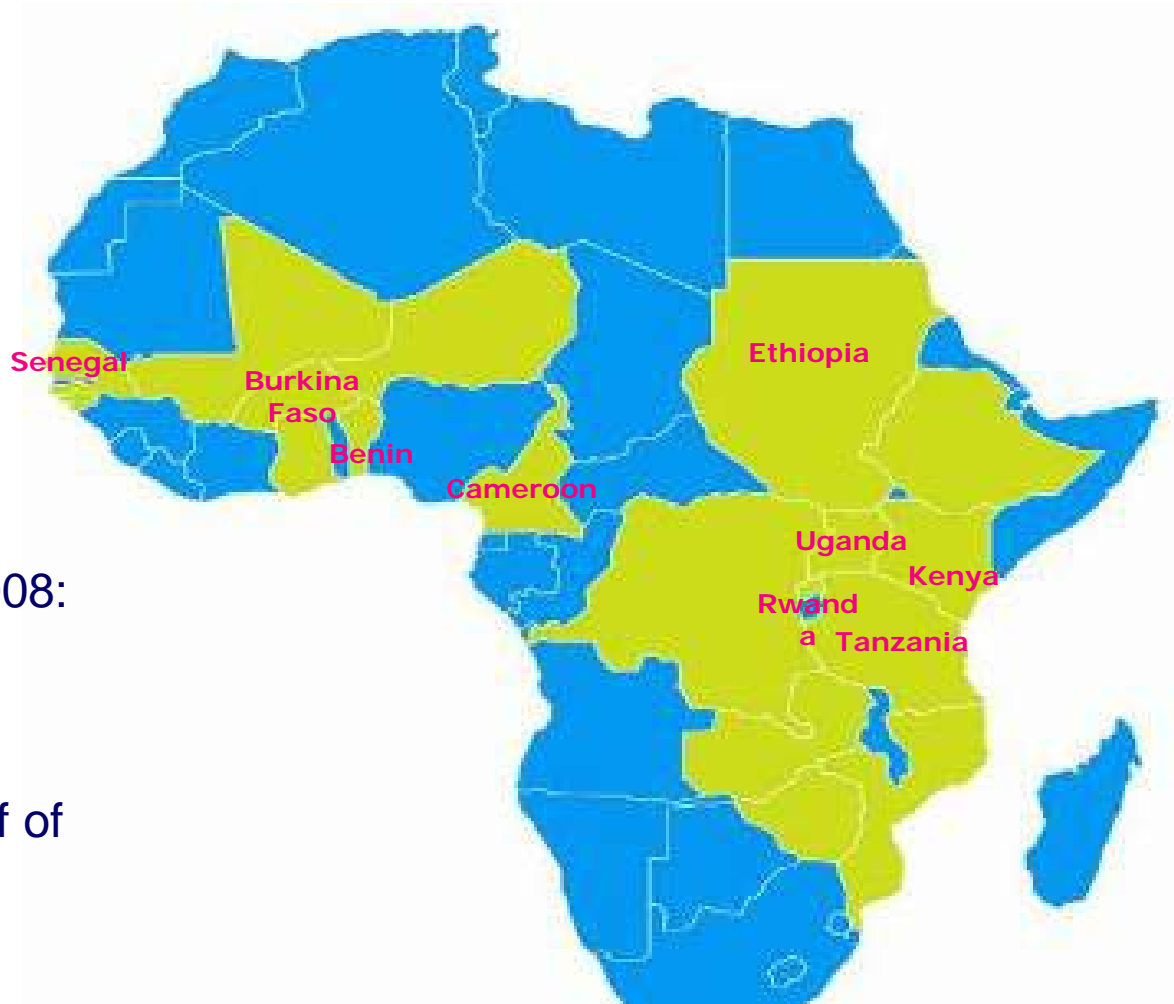 Ethiopia
Senegal
Burkina
Faso
Benin
Cameroon
Uganda
Kenya
Rwand
a
Tanzania
08:
f of